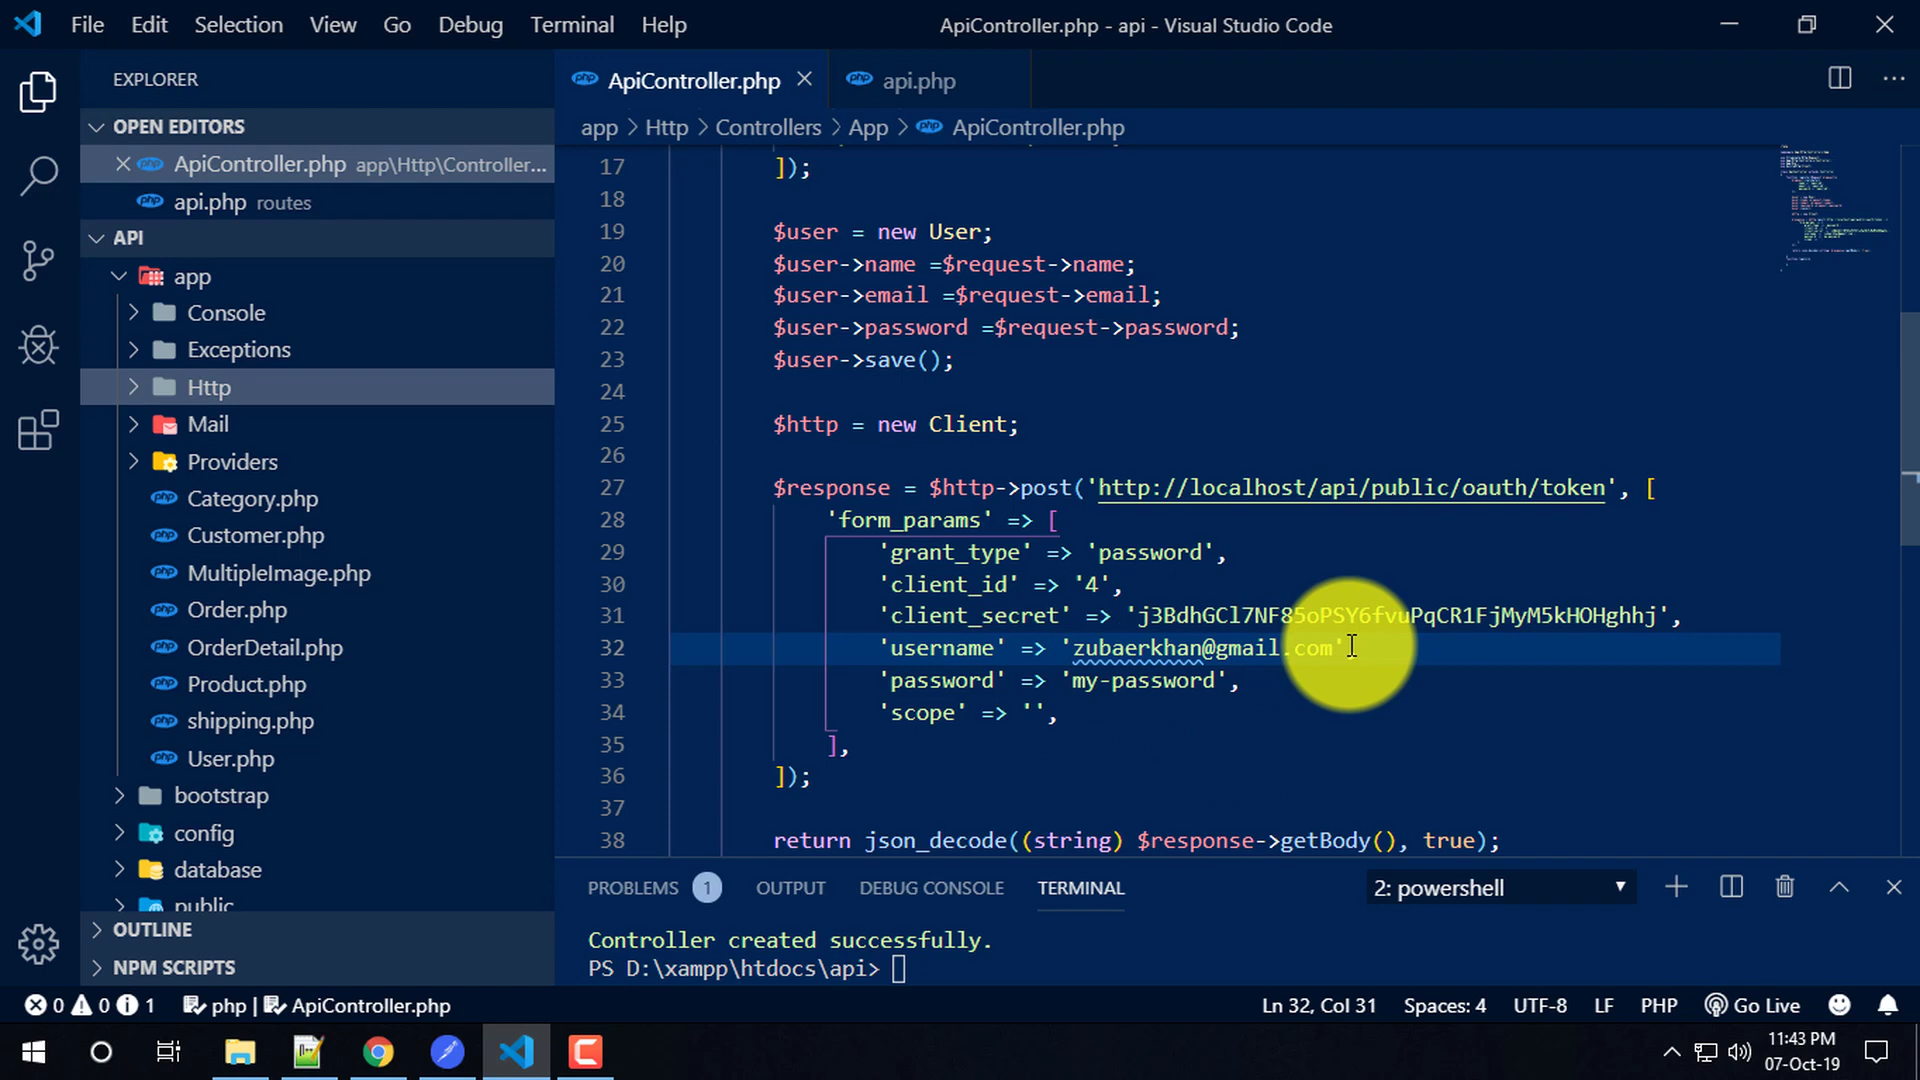 File Edit Selection View Go Debug Terminal Help
ApiController.php - api - Visual Studio Code
EXPLORER
OPEN EDITORS
ApiController.php app\Http\Controller...
api.php routes
API
app
Console
Exceptions
Http
Mail
Providers
Category.php
Customer.php
MultipleImage.php
Order.php
OrderDetail.php
Product.php
shipping.php
User.php
bootstrap
config
database
public
OUTLINE
NPM SCRIPTS
ApiController.php
api.php
app > Http > Controllers > App > ApiController.php
17 ]);
18
19 $user = new User;
20 $user->name =$request->name;
21 $user->email =$request->email;
22 $user->password =$request->password;
23 $user->save();
24
25 $http = new Client;
26
27 $response = $http->post('http://localhost/api/public/oauth/token', [
28 'form_params' => [
29 'grant_type' => 'password',
30 'client_id' => '4',
31 'client_secret' => 'j3BdhGCl7NF85oPSY6fvuPqCR1FjMyM5kHOHghhj',
32 'username' => 'zubaerkhan@gmail.com',
33 'password' => 'my-password',
34 'scope' => '',
35 ],
36 ]);
37
38 return json_decode((string) $response->getBody(), true);
PROBLEMS 1 OUTPUT DEBUG CONSOLE TERMINAL
2: powershell
Controller created successfully.
PS D:\xampp\htdocs\api>
0 0 1 php | ApiController.php
Ln 32, Col 31 Spaces: 4 UTF-8 LF PHP Go Live
11:43 PM
07-Oct-19